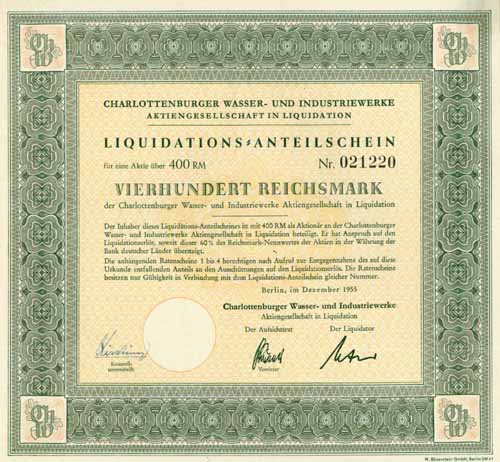 CHARLOTTENBURGER WASSER- UND INDUSTRIEWERKE
AKTIENGESELLSCHAFT IN LIQUIDATION
LIQUIDATIONS-ANTEILSCHEIN
für eine Aktie über 400 RM Nr. 021220
VIERHUNDERT REICHSMARK
der Charlottenburger Wasser- und Industriewerke Aktiengesellschaft in Liquidation
Der Inhaber dieses Liquidations-Anteilscheines ist mit 400 RM als Aktionär an der Charlottenburger
Wasser- und Industriewerke Aktiengesellschaft in Liquidation beteiligt. Er hat Anspruch auf den
Liquidationserlös, soweit dieser 60% des Reichsmark-Nennwertes der Aktien in der Währung der
Bank deutscher Länder übersteigt.
Die anhängenden Ratenscheine 1 bis 4 berechtigen nach Aufruf zur Entgegennahme des auf diese
Urkunde entfallenden Anteils an den Ausschüttungen auf den Liquidationserlös. Die Ratenscheine
besitzen nur Gültigkeit in Verbindung mit dem Liquidations-Anteilschein gleicher Nummer.
Berlin, im Dezember 1955
Charlottenburger Wasser- und Industriewerke
Aktiengesellschaft in Liquidation
Der Aufsichtsrat Der Liquidator
Kontrolle
Vorsitzer